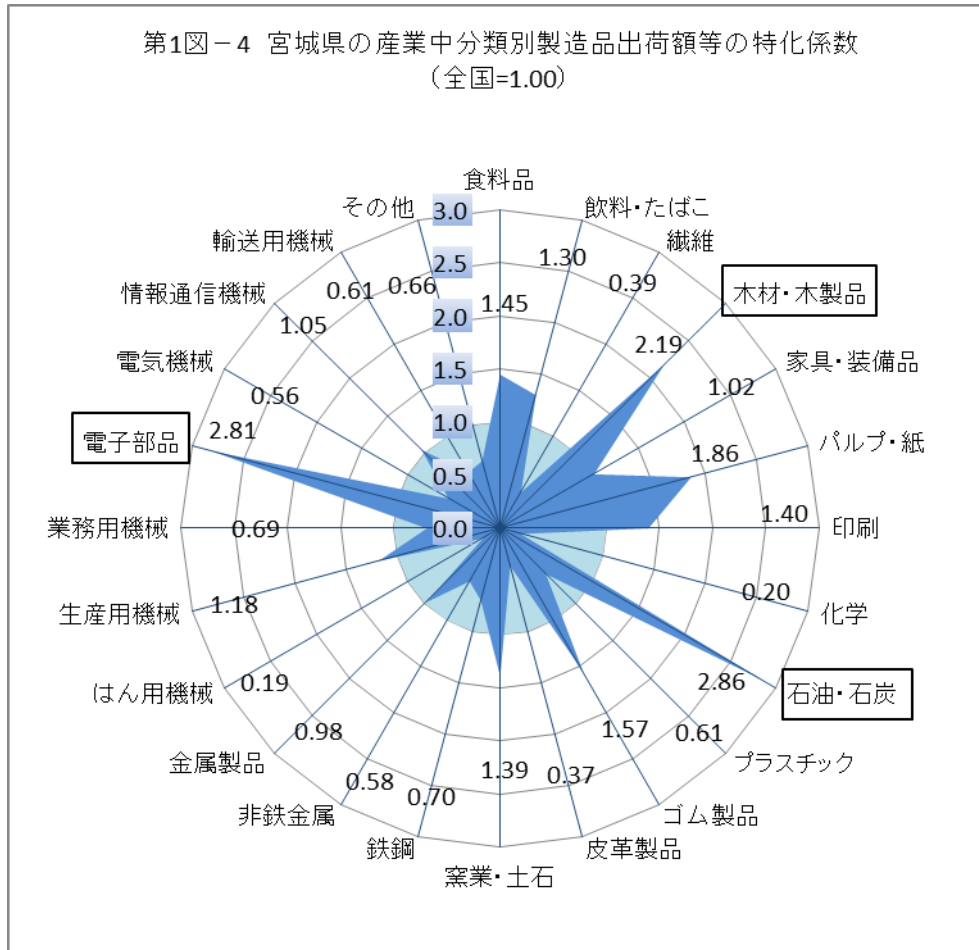 第1図－4 宮城県の産業中分類別製造品出荷額等の特化係数
（全国=1.00）
食料品
その他
飲料・たばこ
3.0
輸送用機械
繊維
2.5
1.30
情報通信機械
0.61
0.66
1.45
0.39
木材・木製品
1.05
2.0
2.19
電気機械
0.56
1.5
1.02
家具・装備品
電子部品
2.81
1.0
1.86
パルプ・紙
0.5
業務用機械
0.69
0.0
1.40
印刷
生産用機械
1.18
0.20
化学
はん用機械
0.19
2.86
石油・石炭
金属製品
0.98
1.57
0.61
プラスチック
非鉄金属
0.58
0.70
1.39
0.37
ゴム製品
鉄鋼
皮革製品
窯業・土石